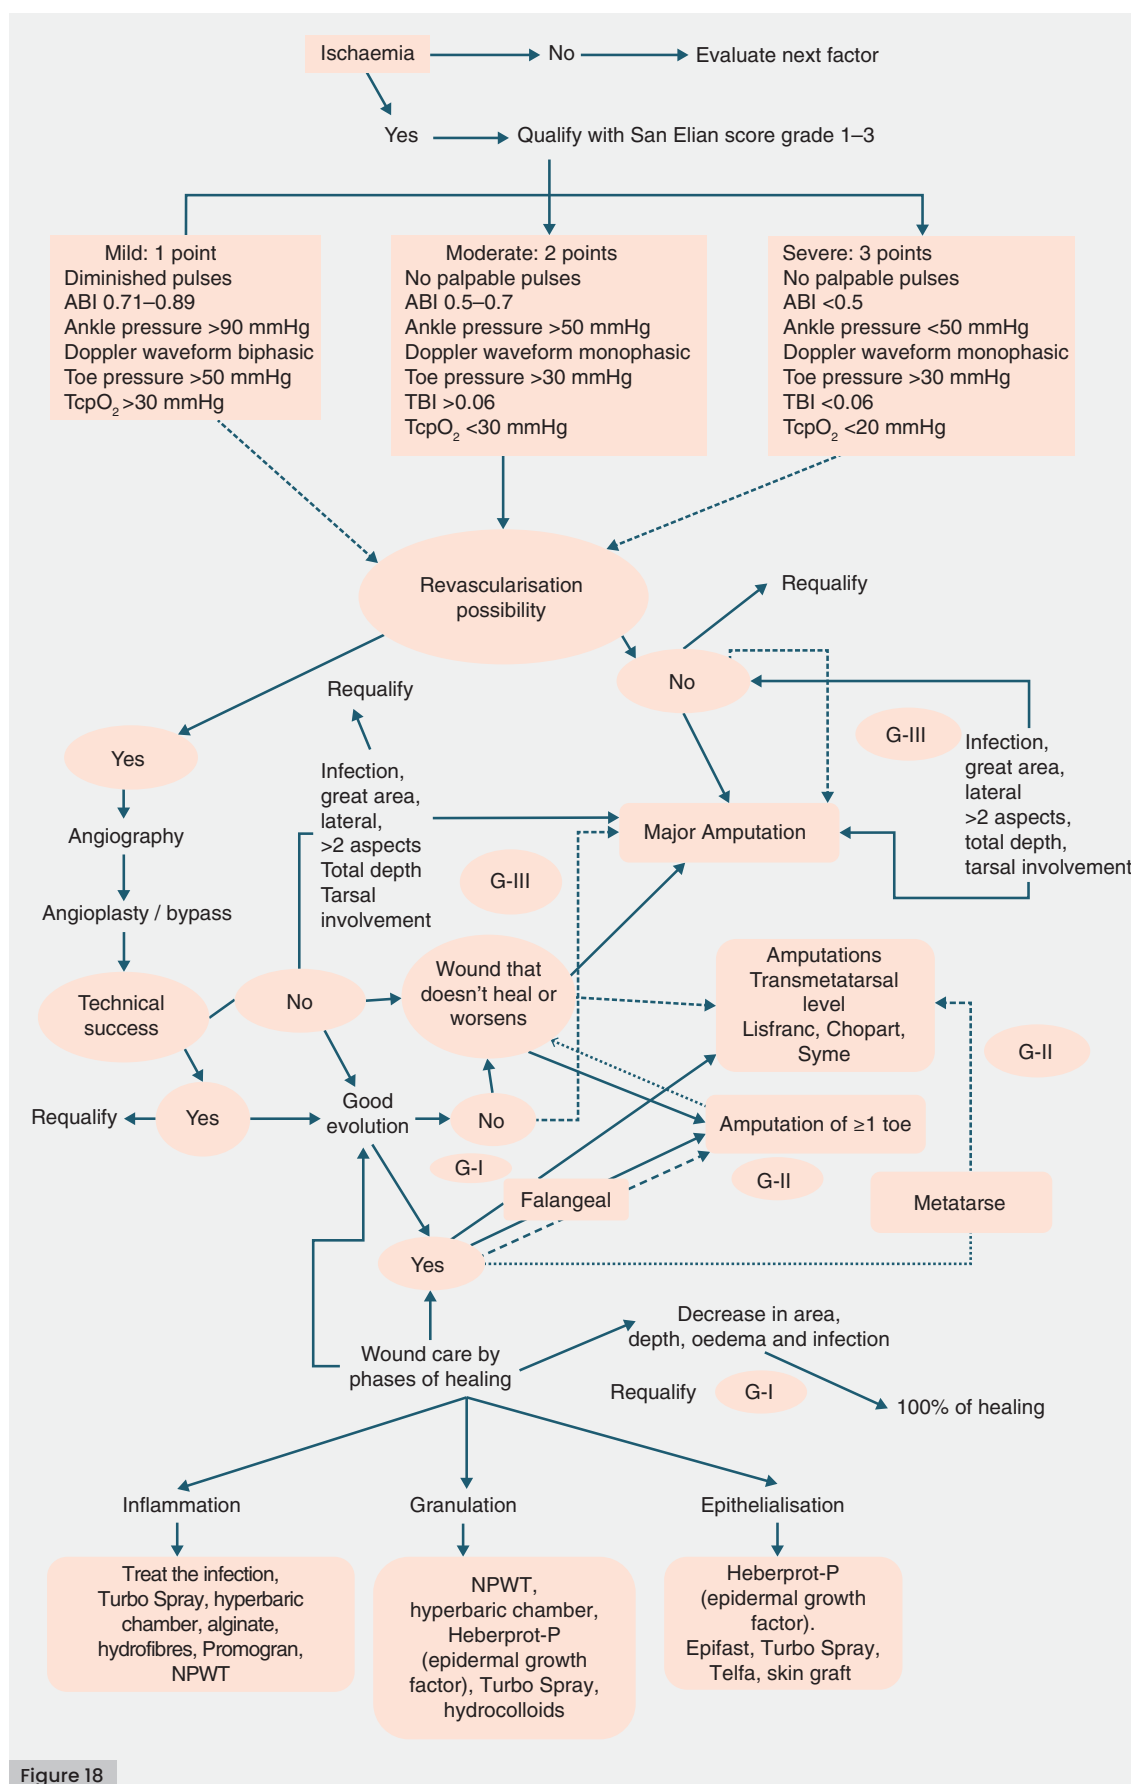 Ischaemia
No
Evaluate next factor
Yes
Qualify with San Elian score grade 1–3
Mild: 1 point
Diminished pulses
ABI 0.71–0.89
Ankle pressure >90 mmHg
Doppler waveform biphasic
Toe pressure >50 mmHg
TcpO2 >30 mmHg
Moderate: 2 points
No palpable pulses
ABI 0.5–0.7
Ankle pressure >50 mmHg
Doppler waveform monophasic
Toe pressure >30 mmHg
TBI >0.06
TcpO2 <30 mmHg
Severe: 3 points
No palpable pulses
ABI <0.5
Ankle pressure <50 mmHg
Doppler waveform monophasic
Toe pressure >30 mmHg
TBI <0.06
TcpO2 <20 mmHg
Revascularisation
possibility
Requalify
No
Requalify
Yes
G-III
Infection,
great area,
lateral
>2 aspects,
total depth,
tarsal involvement
Infection,
great area,
lateral,
>2 aspects
Total depth
Tarsal
involvement
Angiography
Major Amputation
G-III
Angioplasty / bypass
Technical
success
No
Wound that
doesn't heal or
worsens
Amputations
Transmetatarsal
level
Lisfranc, Chopart,
Syme
G-II
Requalify
Yes
Good
evolution
No
Amputation of ≥1 toe
G-I
G-II
Falangeal
Metatarse
Yes
Wound care by
phases of healing
Decrease in area,
depth, oedema and infection
Requalify
G-I
100% of healing
Inflammation
Granulation
Epithelialisation
Treat the infection,
Turbo Spray, hyperbaric
chamber, alginate,
hydrofibres, Promogran,
NPWT
NPWT,
hyperbaric chamber,
Heberprot-P
(epidermal growth
factor), Turbo Spray,
hydrocolloids
Heberprot-P
(epidermal growth
factor).
Epifast, Turbo Spray,
Telfa, skin graft
Figure 18